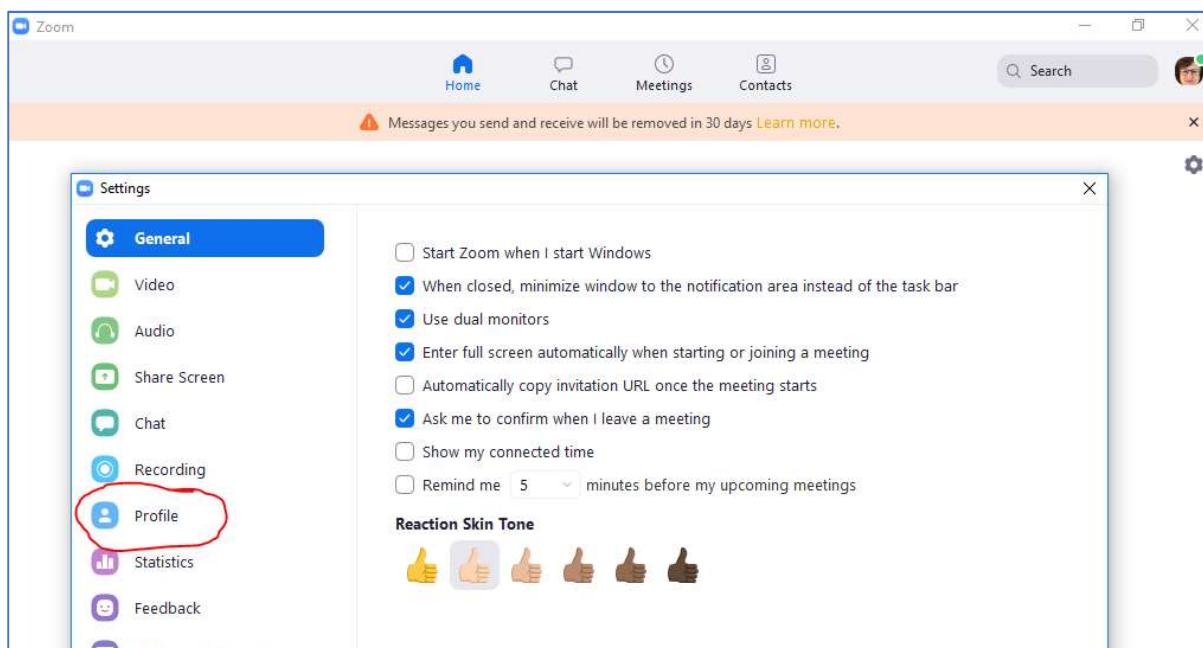 Zoom
Home Chat Meetings Contacts
Search
Messages you send and receive will be removed in 30 days Learn more.
Settings
General
Start Zoom when I start Windows
Video
When closed, minimize window to the notification area instead of the task bar
Use dual monitors
Audio
Enter full screen automatically when starting or joining a meeting
Share Screen
Automatically copy invitation URL once the meeting starts
Chat
Ask me to confirm when I leave a meeting
Show my connected time
Recording
Remind me 5 minutes before my upcoming meetings
Profile
Reaction Skin Tone
Statistics
Feedback